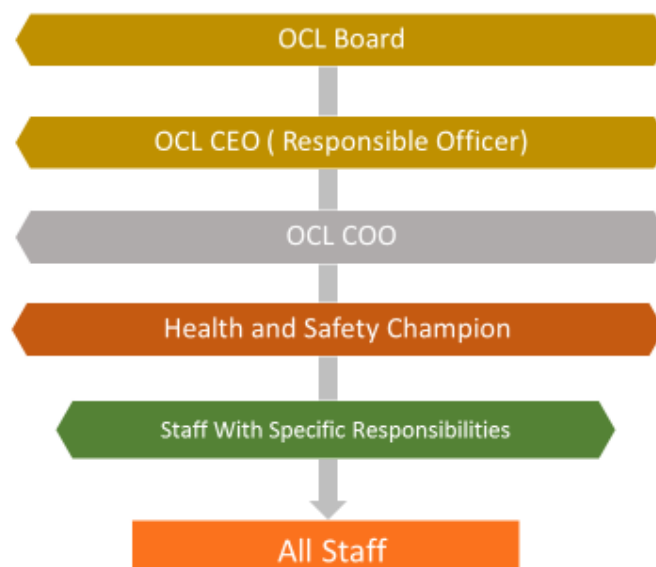 OCL Board
OCL CEO ( Responsible Officer)
OCL COO
Health and Safety Champion
Staff With Specific Responsibilities
All Staff